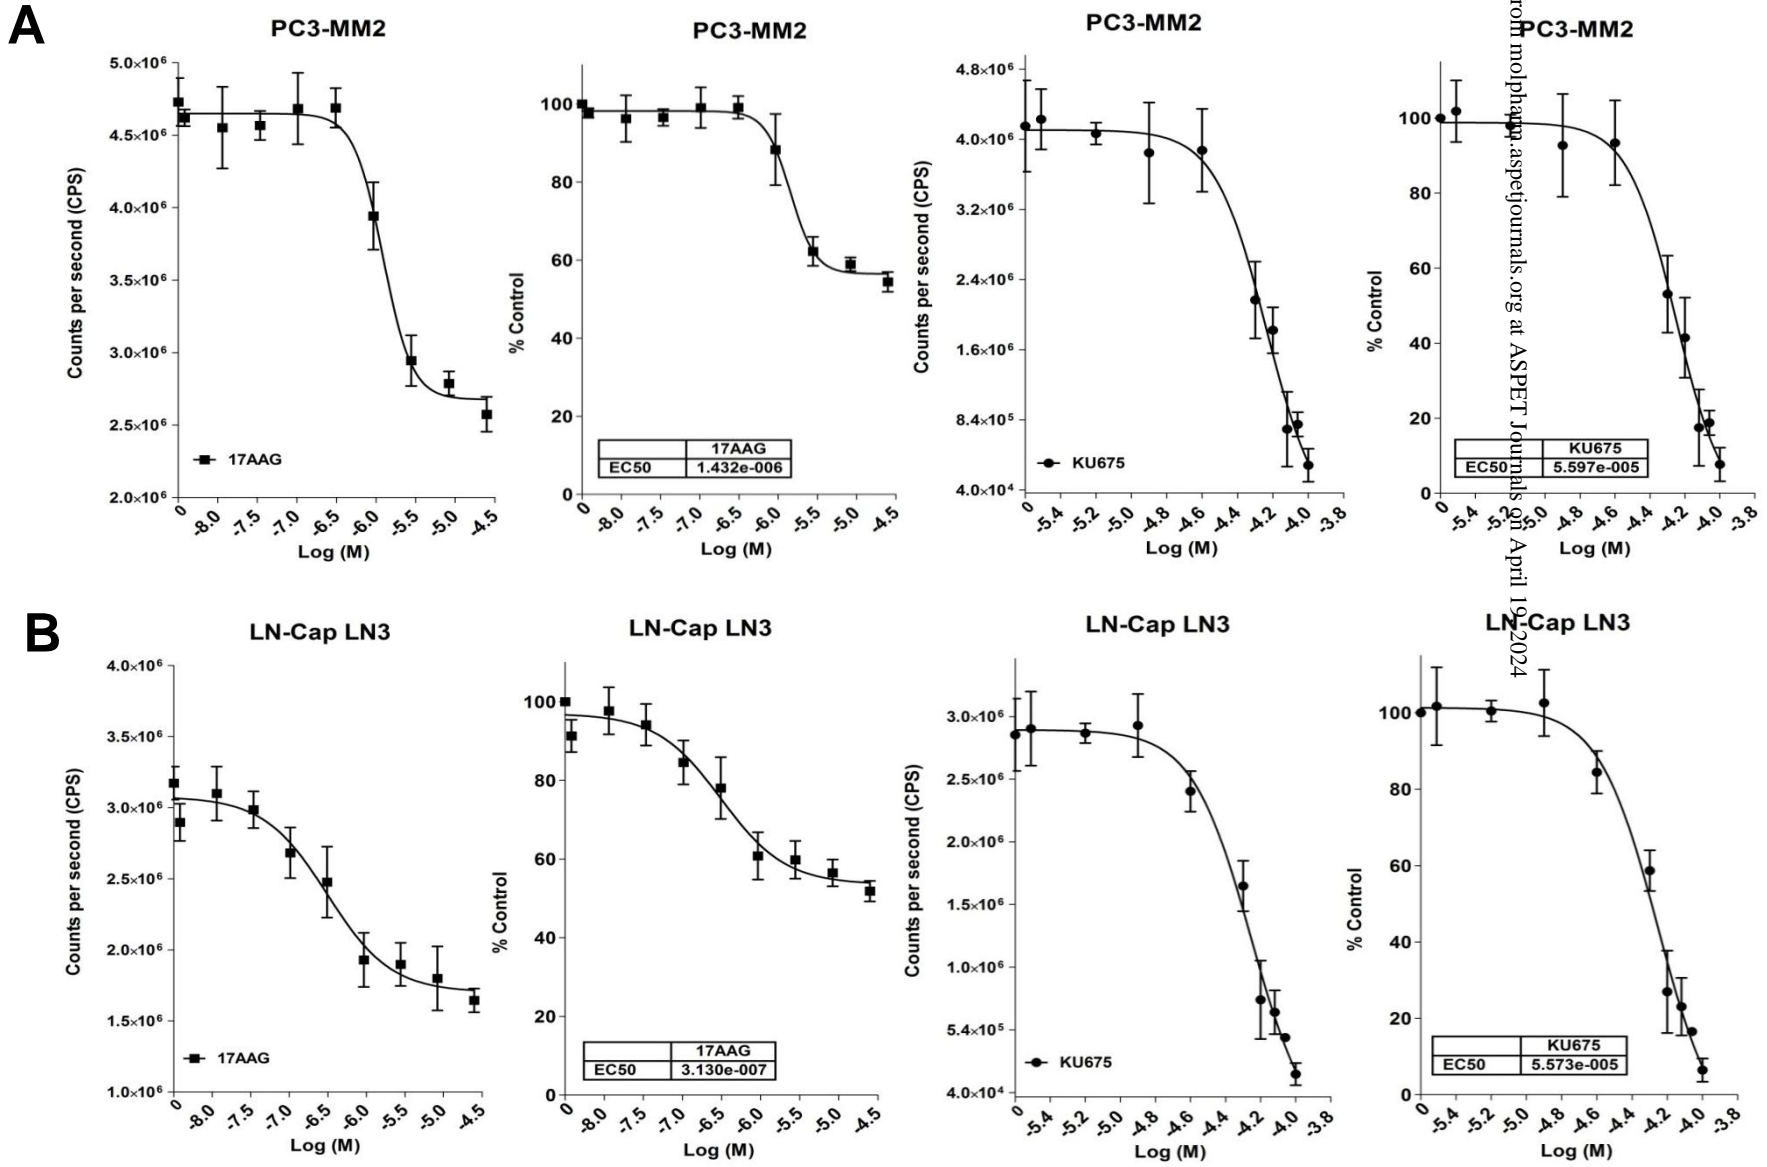 A
PC3-MM2
Counts per second (CPS)
5.0×10⁶
4.5×10⁶
4.0×10⁶
3.5×10⁶
3.0×10⁶
2.5×10⁶
2.0×10⁶
17AAG
0 -8.0 -7.5 -7.0 -6.5 -6.0 -5.5 -5.0 -4.5
Log (M)
PC3-MM2
% Control
100
80
60
40
20
0
17AAG
EC50 1.432e-006
0 -8.0 -7.5 -7.0 -6.5 -6.0 -5.5 -5.0 -4.5
Log (M)
PC3-MM2
Counts per second (CPS)
4.8×10⁶
4.0×10⁶
3.2×10⁶
2.4×10⁶
1.6×10⁶
8.4×10⁵
4.0×10⁴
KU675
0 -5.4 -5.2 -5.0 -4.8 -4.6 -4.4 -4.2 -4.0 -3.8
Log (M)
PC3-MM2
% Control
100
80
60
40
20
0
KU675
EC50 5.597e-005
0 -5.4 -5.2 -5.0 -4.8 -4.6 -4.4 -4.2 -4.0 -3.8
Log (M)
rom molpharm.aspetjournals.org at ASPET Journals on April 19, 2024
B
LN-Cap LN3
Counts per second (CPS)
4.0×10⁶
3.5×10⁶
3.0×10⁶
2.5×10⁶
2.0×10⁶
1.5×10⁶
1.0×10⁶
17AAG
0 -8.0 -7.5 -7.0 -6.5 -6.0 -5.5 -5.0 -4.5
Log (M)
LN-Cap LN3
% Control
100
80
60
40
20
0
17AAG
EC50 3.130e-007
0 -8.0 -7.5 -7.0 -6.5 -6.0 -5.5 -5.0 -4.5
Log (M)
LN-Cap LN3
Counts per second (CPS)
3.0×10⁶
2.5×10⁶
2.0×10⁶
1.5×10⁶
1.0×10⁶
5.4×10⁵
4.0×10⁴
KU675
0 -5.4 -5.2 -5.0 -4.8 -4.6 -4.4 -4.2 -4.0 -3.8
Log (M)
LN-Cap LN3
% Control
100
80
60
40
20
0
KU675
EC50 5.573e-005
0 -5.4 -5.2 -5.0 -4.8 -4.6 -4.4 -4.2 -4.0 -3.8
Log (M)